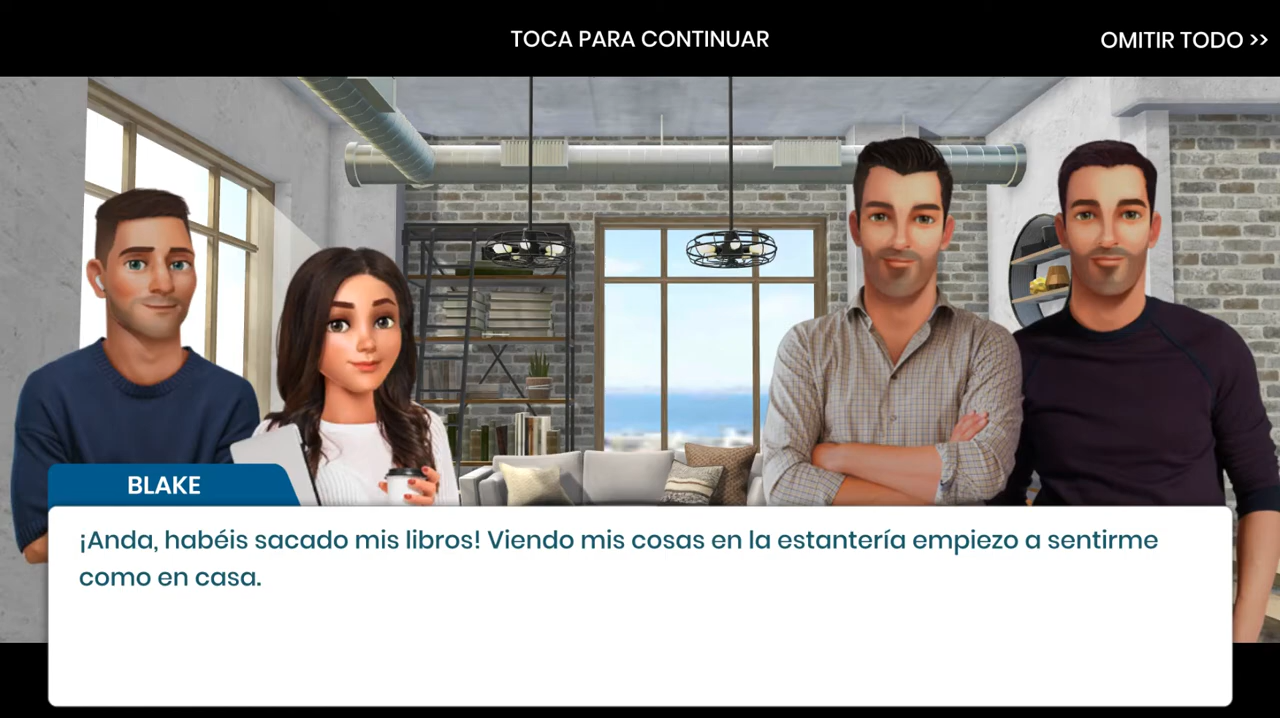 TOCA PARA CONTINUAR
OMITIR TODO >>
BLAKE
¡Anda, habéis sacado mis libros! Viendo mis cosas en la estantería empiezo a sentirme
como en casa.